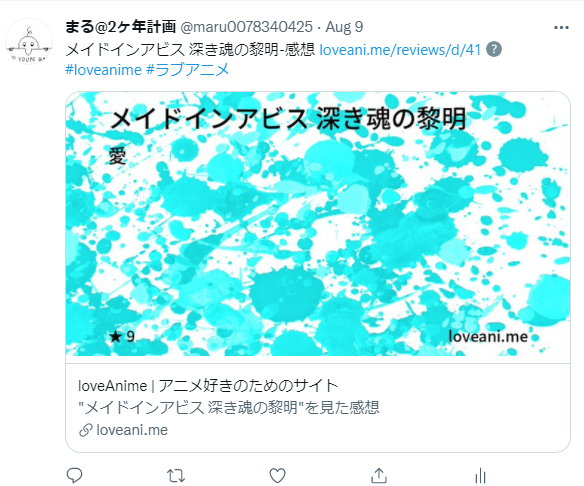 まる@2ヶ年計画 @maru0078340425 · Aug 9
メイドインアビス 深き魂の黎明-感想 loveani.me/reviews/d/41 ?
#loveanime #ラブアニメ
メイドインアビス 深き魂の黎明
愛
★ 9
loveani.me
loveAnime | アニメ好きのためのサイト
"メイドインアビス 深き魂の黎明"を見た感想
loveani.me